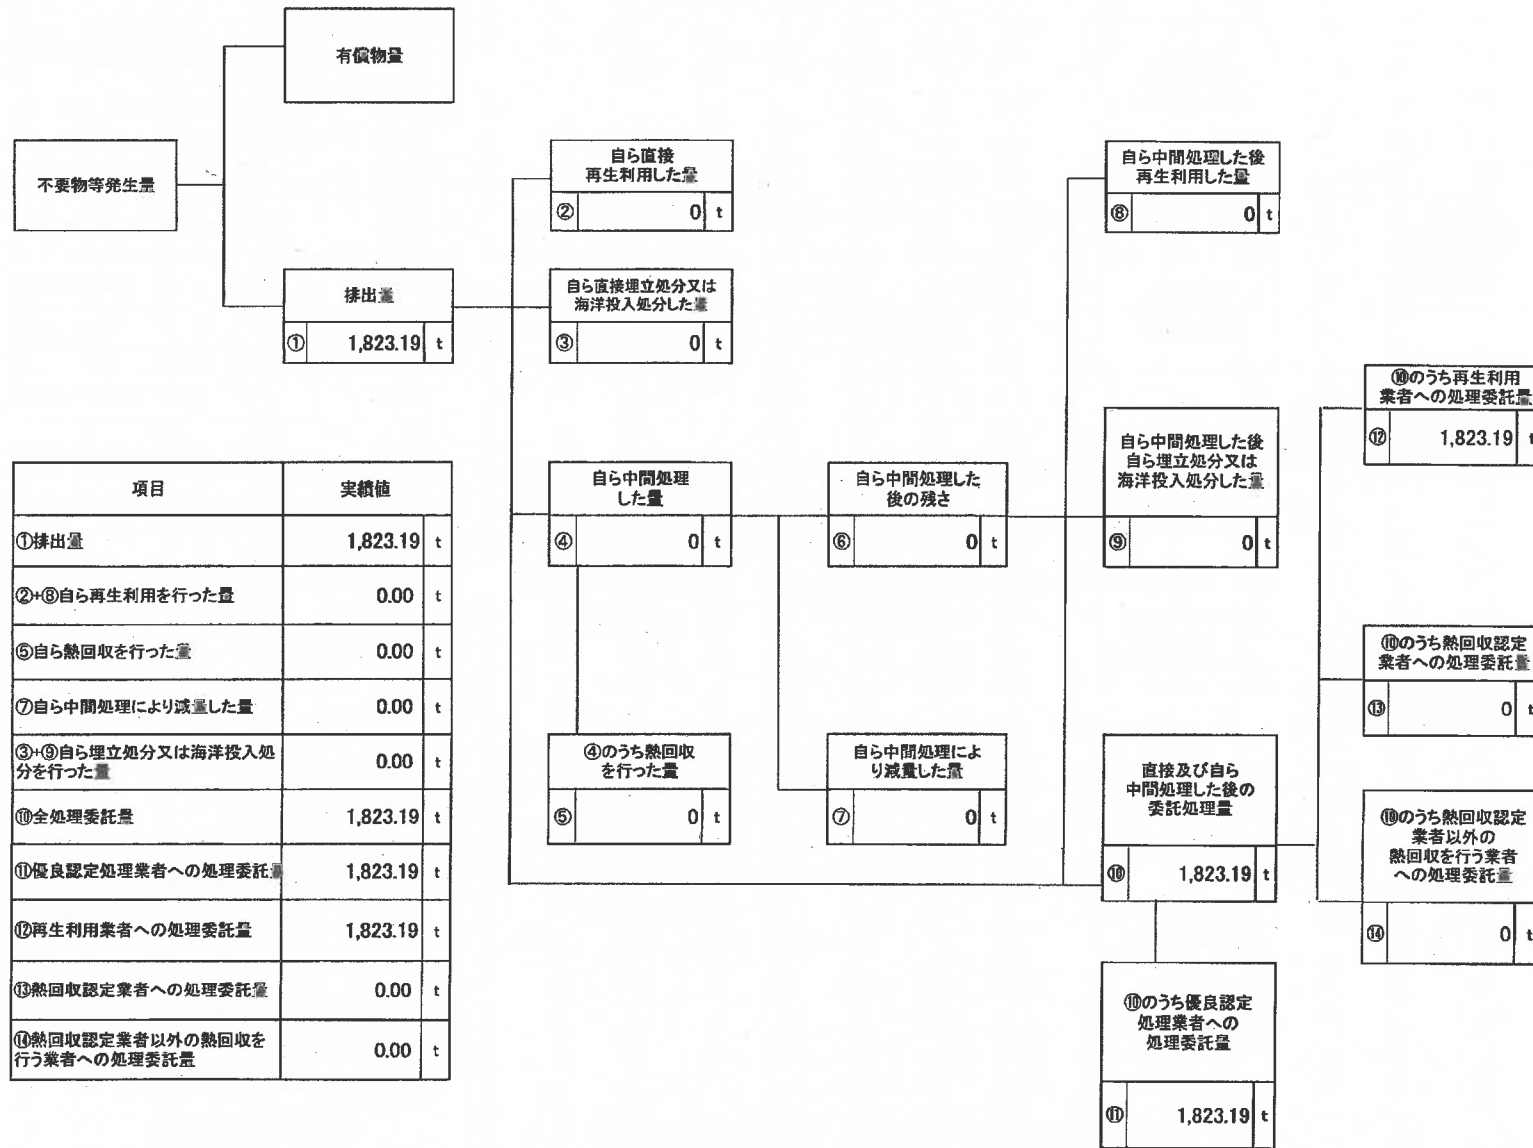 有償物量
不要物等発生量
排出量
① 1,823.19 t
自ら直接
再生利用した量
② 0 t
自ら直接埋立処分又は
海洋投入処分した量
③ 0 t
自ら中間処理
した量
④ 0 t
④のうち熱回収
を行った量
⑤ 0 t
自ら中間処理した
後の残さ
⑥ 0 t
自ら中間処理によ
り減量した量
⑦ 0 t
自ら中間処理した後
再生利用した量
⑧ 0 t
自ら中間処理した後
自ら埋立処分又は
海洋投入処分した量
⑨ 0 t
直接及び自ら
中間処理した後の
委託処理量
⑩ 1,823.19 t
⑩のうち優良認定
処理業者への
処理委託量
⑪ 1,823.19 t
⑩のうち再生利用
業者への処理委託量
⑫ 1,823.19 t
⑩のうち熱回収認定
業者への処理委託量
⑬ 0 t
⑩のうち熱回収認定
業者以外の
熱回収を行う業者
への処理委託量
⑭ 0 t
項目 実績値
①排出量 1,823.19 t
②+⑧自ら再生利用を行った量 0.00 t
⑤自ら熱回収を行った量 0.00 t
⑦自ら中間処理により減量した量 0.00 t
③+⑨自ら埋立処分又は海洋投入処
分を行った量 0.00 t
⑩全処理委託量 1,823.19 t
⑪優良認定処理業者への処理委託量 1,823.19 t
⑫再生利用業者への処理委託量 1,823.19 t
⑬熱回収認定業者への処理委託量 0.00 t
⑭熱回収認定業者以外の熱回収を
行う業者への処理委託量 0.00 t